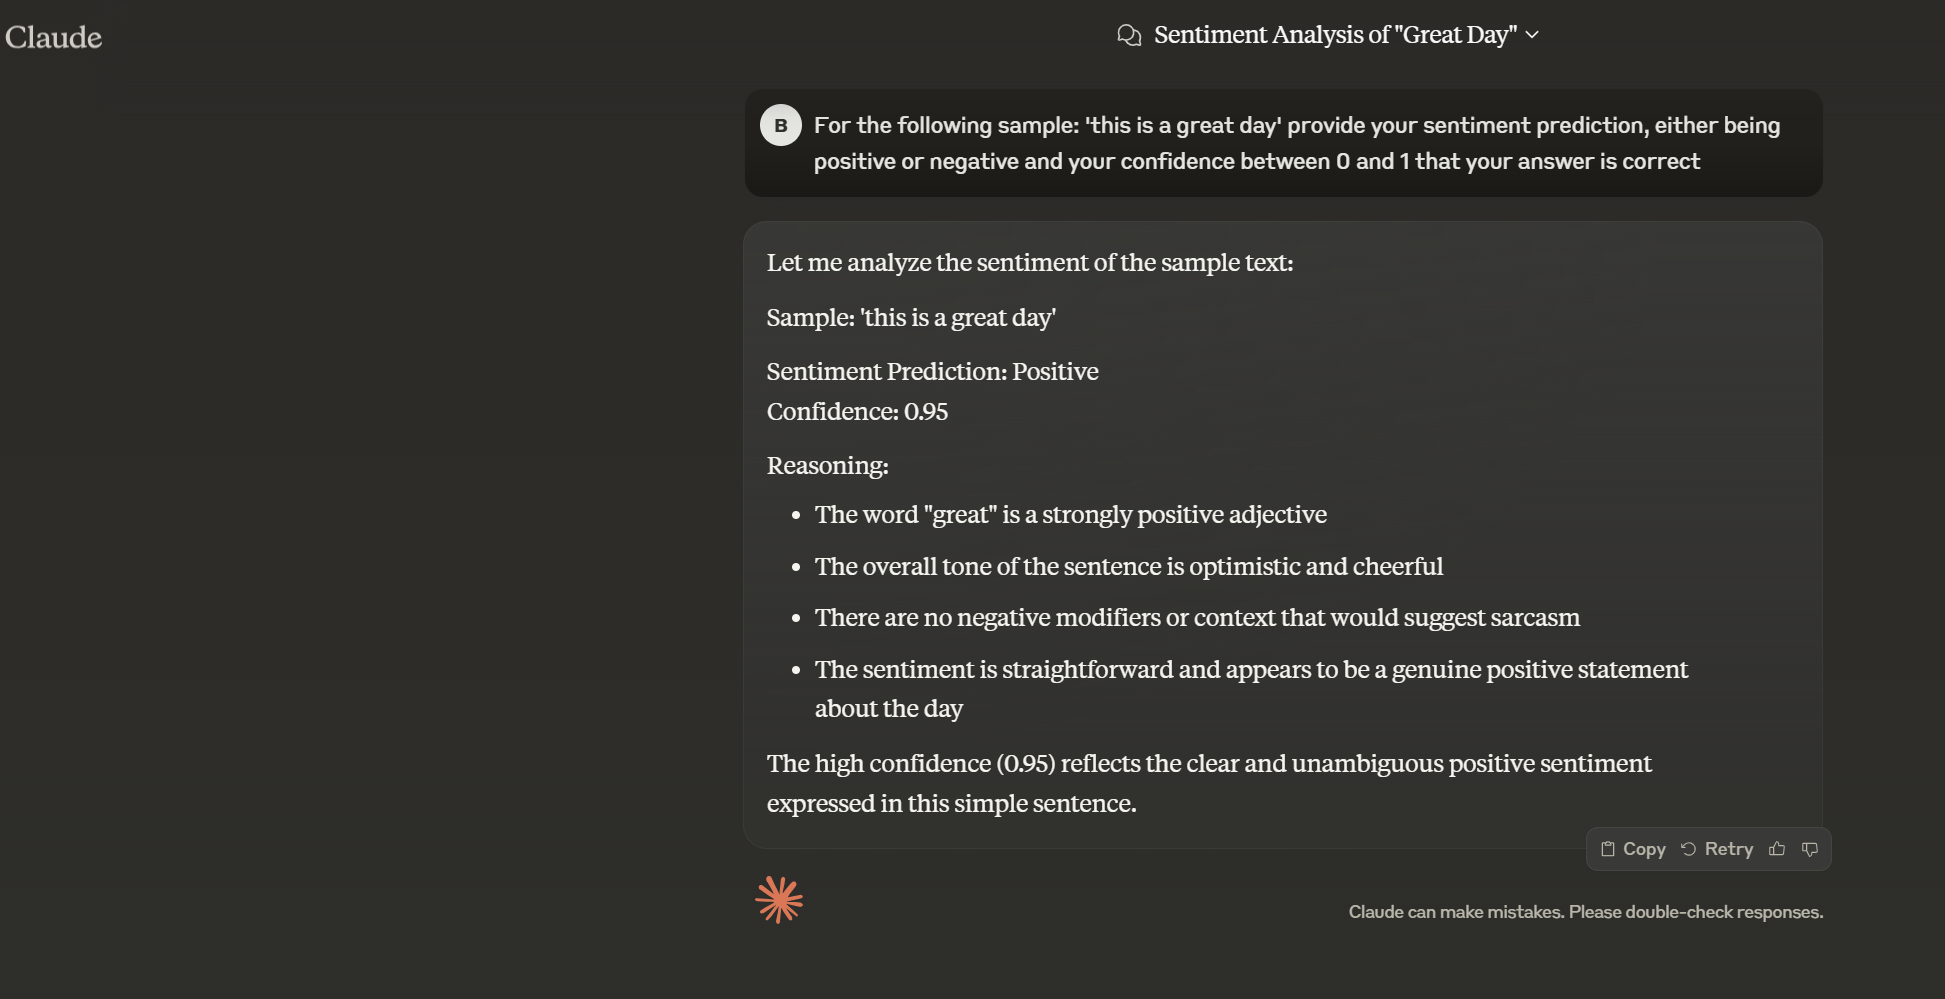 Claude
Sentiment Analysis of "Great Day"
B
For the following sample: 'this is a great day' provide your sentiment prediction, either being
positive or negative and your confidence between 0 and 1 that your answer is correct
Let me analyze the sentiment of the sample text:
Sample: 'this is a great day'
Sentiment Prediction: Positive
Confidence: 0.95
Reasoning:
• The word "great" is a strongly positive adjective
• The overall tone of the sentence is optimistic and cheerful
• There are no negative modifiers or context that would suggest sarcasm
• The sentiment is straightforward and appears to be a genuine positive statement
about the day
The high confidence (0.95) reflects the clear and unambiguous positive sentiment
expressed in this simple sentence.
Copy Retry
Claude can make mistakes. Please double-check responses.